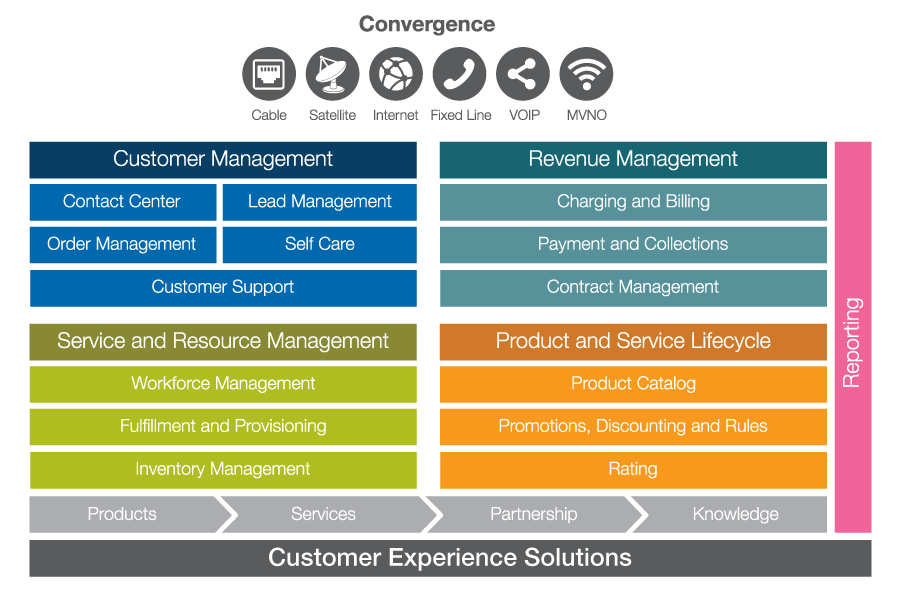 Convergence
Cable Satellite Internet Fixed Line VOIP MVNO
Customer Management
Contact Center Lead Management
Order Management Self Care
Customer Support
Revenue Management
Charging and Billing
Payment and Collections
Contract Management
Service and Resource Management
Workforce Management
Fulfillment and Provisioning
Inventory Management
Product and Service Lifecycle
Product Catalog
Promotions, Discounting and Rules
Rating
Reporting
Products Services Partnership Knowledge
Customer Experience Solutions